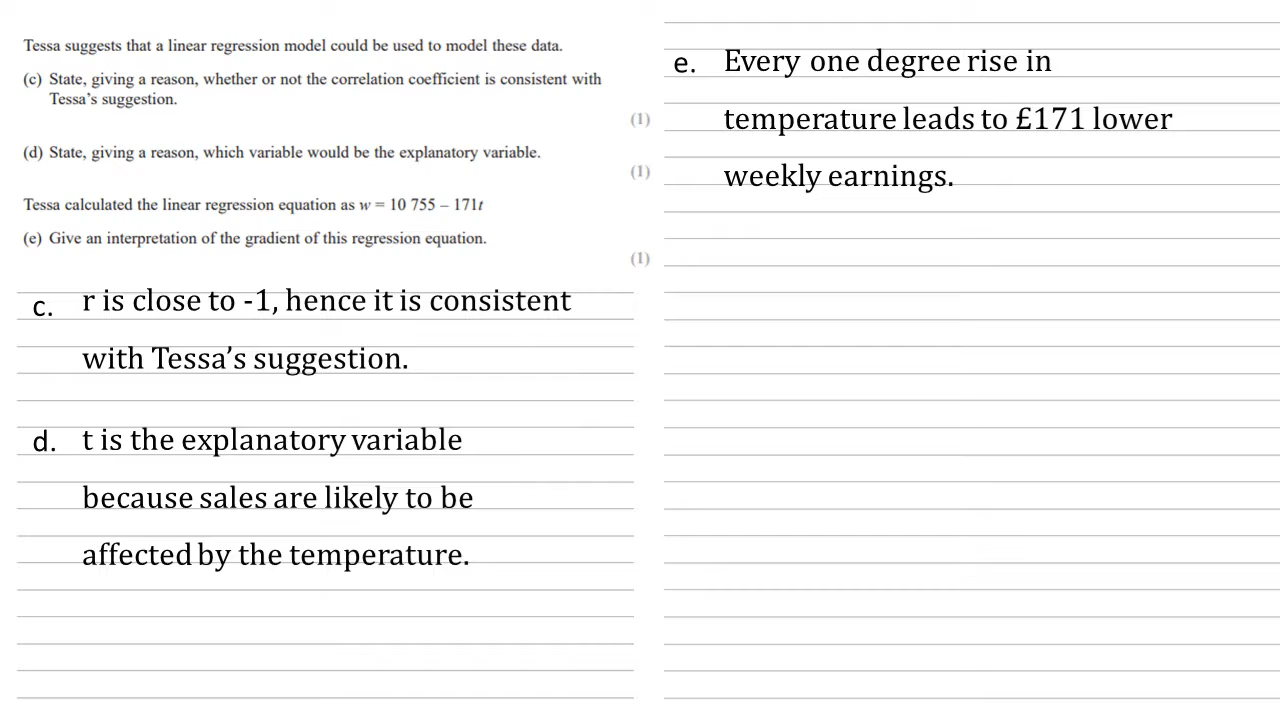 Tessa suggests that a linear regression model could be used to model these data.
(c) State, giving a reason, whether or not the correlation coefficient is consistent with
Tessa's suggestion.
(1)
(d) State, giving a reason, which variable would be the explanatory variable.
(1)
Tessa calculated the linear regression equation as w = 10 755 – 171t
(e) Give an interpretation of the gradient of this regression equation.
(1)
c. r is close to -1, hence it is consistent
with Tessa’s suggestion.
d. t is the explanatory variable
because sales are likely to be
affected by the temperature.
e. Every one degree rise in
temperature leads to £171 lower
weekly earnings.